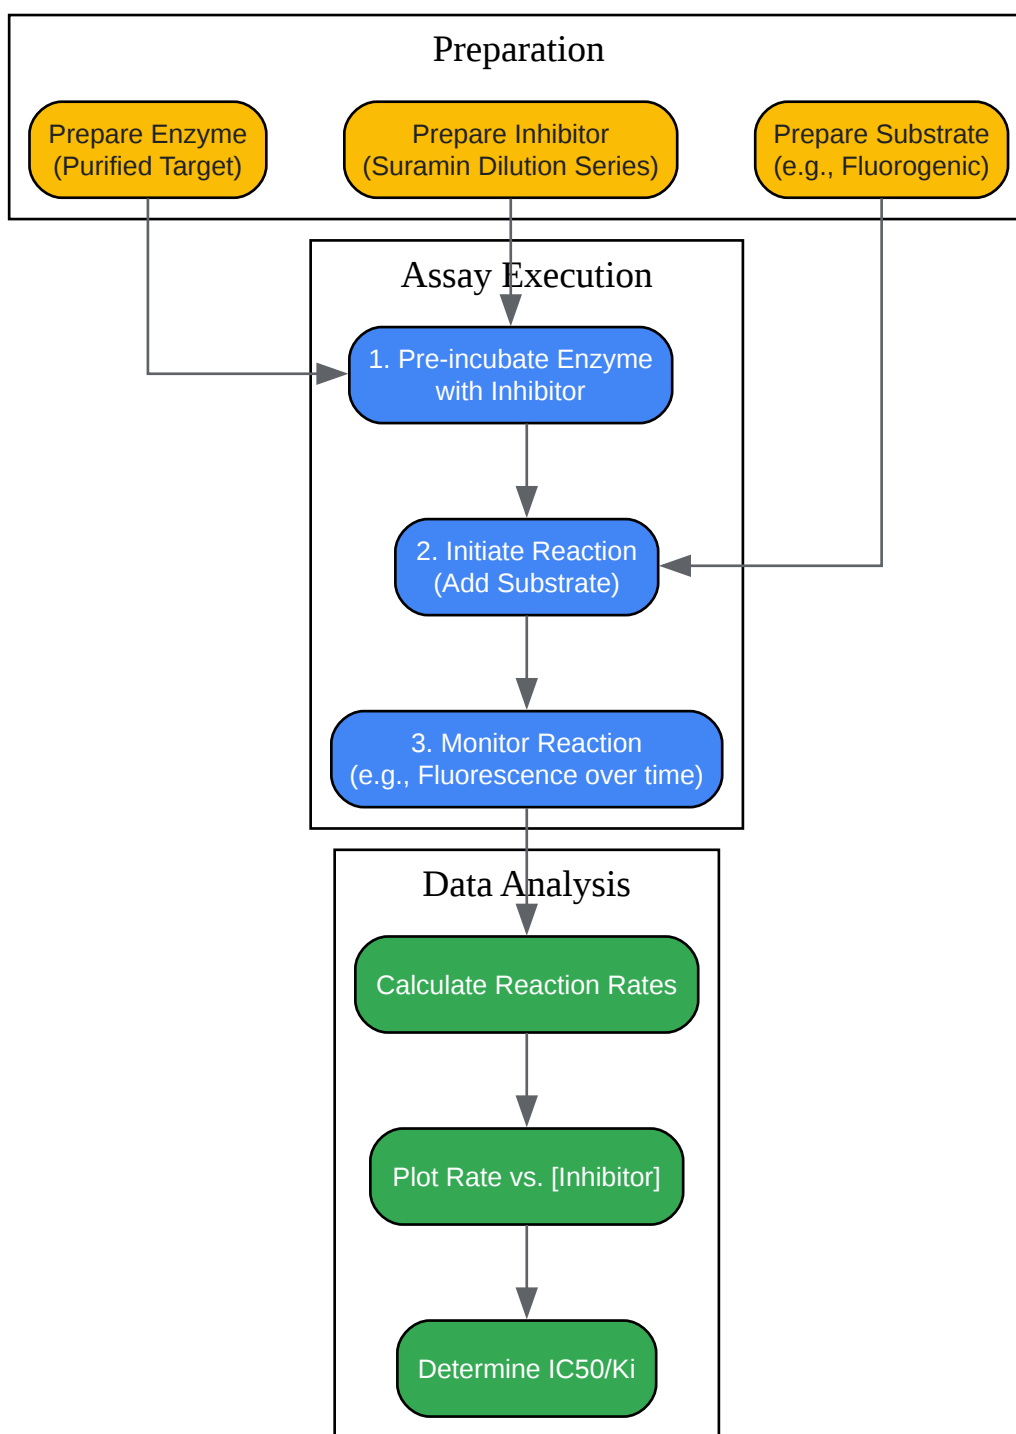 Preparation
Prepare Enzyme
(Purified Target)
Prepare Inhibitor
(Suramin Dilution Series)
Prepare Substrate
(e.g., Fluorogenic)
Assay Execution
1. Pre-incubate Enzyme
with Inhibitor
2. Initiate Reaction
(Add Substrate)
3. Monitor Reaction
(e.g., Fluorescence over time)
Data Analysis
Calculate Reaction Rates
Plot Rate vs. [Inhibitor]
Determine IC50/Ki